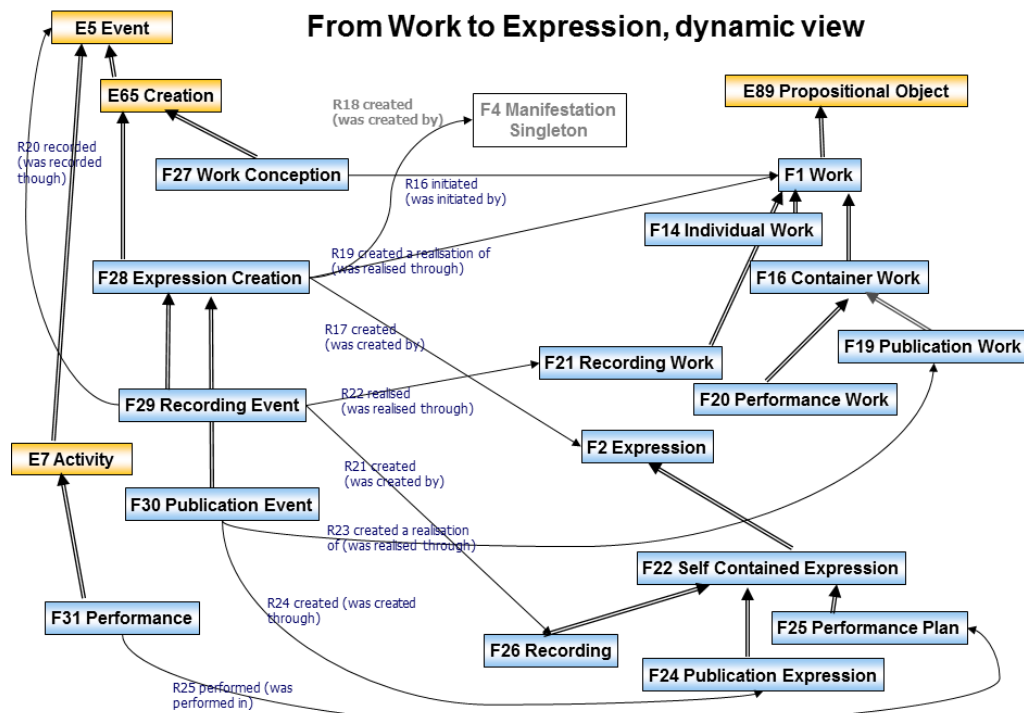 From Work to Expression, dynamic view
E5 Event
E65 Creation
E89 Propositional Object
R18 created
(was created by)
F4 Manifestation
Singleton
R20 recorded
(was recorded
though)
F27 Work Conception
F1 Work
R16 initiated
(was initiated by)
F14 Individual Work
R19 created a realisation of
(was realised through)
F28 Expression Creation
F16 Container Work
R17 created
(was created by)
F19 Publication Work
F21 Recording Work
F29 Recording Event
R22 realised
(was realised through)
F20 Performance Work
F2 Expression
E7 Activity
R21 created
(was created by)
F30 Publication Event
R23 created a realisation
of (was realised through)
F22 Self Contained Expression
R24 created (was created
through)
F31 Performance
F25 Performance Plan
F26 Recording
F24 Publication Expression
R25 performed (was
performed in)